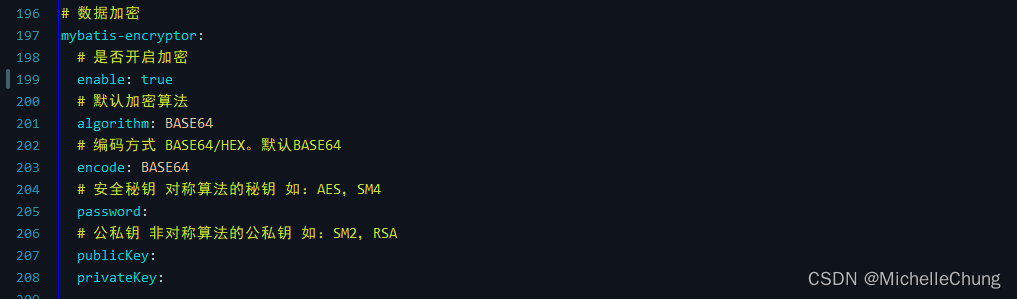 196 # 数据加密
197 mybatis-encryptor:
198 # 是否开启加密
199 enable: true
200 # 默认加密算法
201 algorithm: BASE64
202 # 编码方式 BASE64/HEX。默认BASE64
203 encode: BASE64
204 # 安全秘钥 对称算法的秘钥 如：AES，SM4
205 password:
206 # 公私钥 非对称算法的公私钥 如：SM2，RSA
207 publicKey:
208 privateKey:
CSDN @MichelleChung